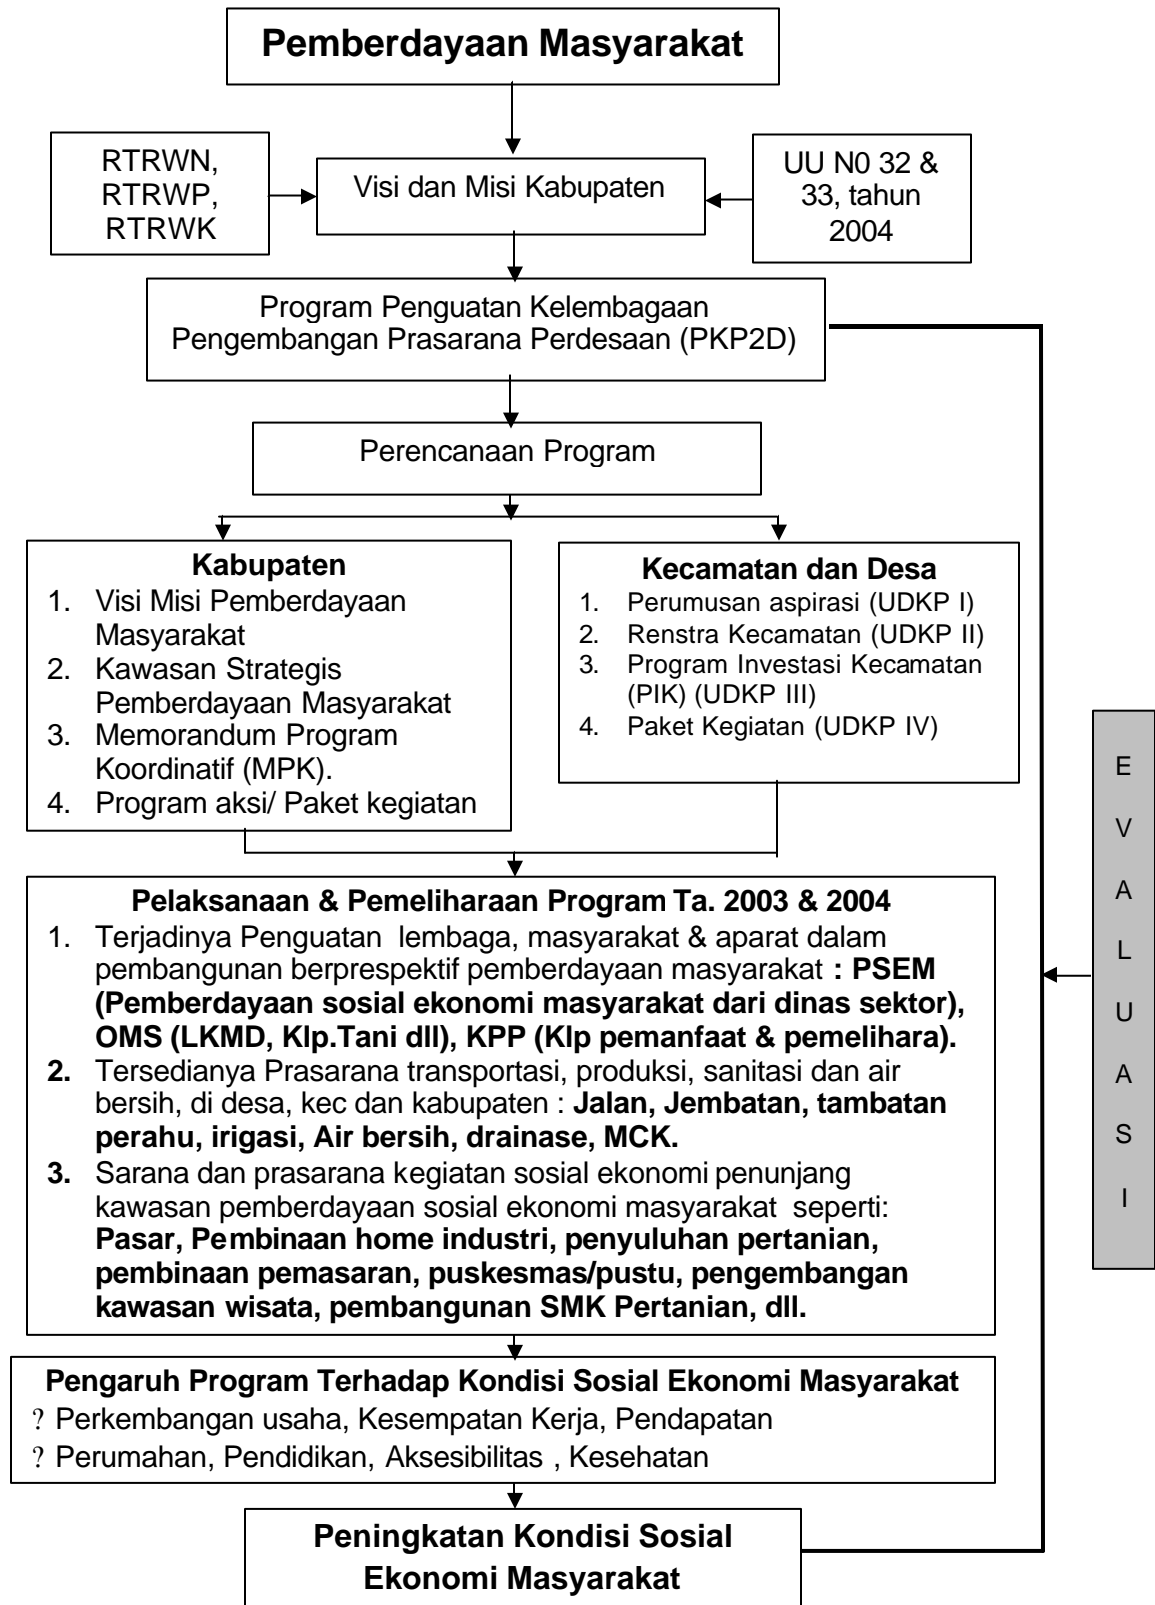 Pemberdayaan Masyarakat
RTRWN,
RTRWP,
RTRWK
Visi dan Misi Kabupaten
UU N0 32 &
33, tahun
2004
Program Penguatan Kelembagaan
Pengembangan Prasarana Perdesaan (PKP2D)
Perencanaan Program
Kabupaten
1. Visi Misi Pemberdayaan
Masyarakat
2. Kawasan Strategis
Pemberdayaan Masyarakat
3. Memorandum Program
Koordinatif (MPK).
4. Program aksi/ Paket kegiatan
Kecamatan dan Desa
1. Perumusan aspirasi (UDKP I)
2. Renstra Kecamatan (UDKP II)
3. Program Investasi Kecamatan
(PIK) (UDKP III)
4. Paket Kegiatan (UDKP IV)
Pelaksanaan & Pemeliharaan Program Ta. 2003 & 2004
1. Terjadinya Penguatan lembaga, masyarakat & aparat dalam
pembangunan berprespektif pemberdayaan masyarakat : PSEM
(Pemberdayaan sosial ekonomi masyarakat dari dinas sektor),
OMS (LKMD, Klp.Tani dll), KPP (Klp pemanfaat & pemelihara).
2. Tersedianya Prasarana transportasi, produksi, sanitasi dan air
bersih, di desa, kec dan kabupaten : Jalan, Jembatan, tambatan
perahu, irigasi, Air bersih, drainase, MCK.
3. Sarana dan prasarana kegiatan sosial ekonomi penunjang
kawasan pemberdayaan sosial ekonomi masyarakat seperti:
Pasar, Pembinaan home industri, penyuluhan pertanian,
pembinaan pemasaran, puskesmas/pustu, pengembangan
kawasan wisata, pembangunan SMK Pertanian, dll.
Pengaruh Program Terhadap Kondisi Sosial Ekonomi Masyarakat
? Perkembangan usaha, Kesempatan Kerja, Pendapatan
? Perumahan, Pendidikan, Aksesibilitas , Kesehatan
Peningkatan Kondisi Sosial
Ekonomi Masyarakat
E
V
A
L
U
A
S
I